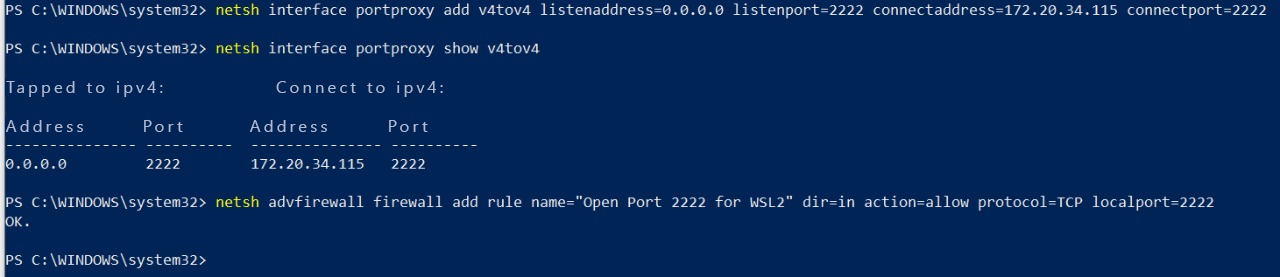 PS C:\WINDOWS\system32> netsh interface portproxy add v4tov4 listenaddress=0.0.0.0 listenport=2222 connectaddress=172.20.34.115 connectport=2222
PS C:\WINDOWS\system32> netsh interface portproxy show v4tov4
Tapped to ipv4: Connect to ipv4:
Address Port Address Port
--------------- ---------- --------------- ----------
0.0.0.0 2222 172.20.34.115 2222
PS C:\WINDOWS\system32> netsh advfirewall firewall add rule name="Open Port 2222 for WSL2" dir=in action=allow protocol=TCP localport=2222
OK.
PS C:\WINDOWS\system32>